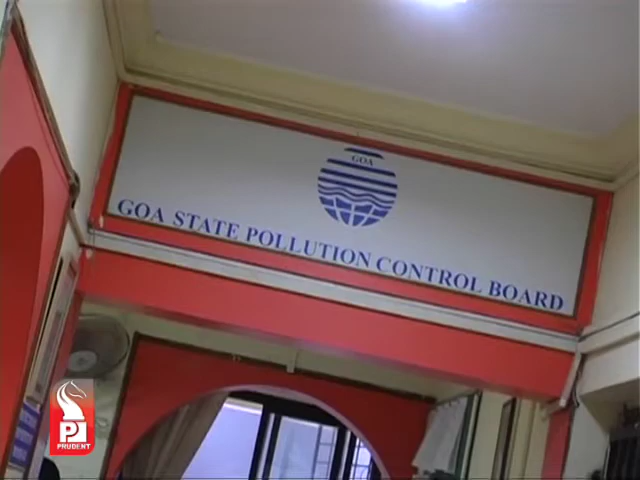 GOA
GOA STATE POLLUTION CONTROL BOARD
P
PRUDENT